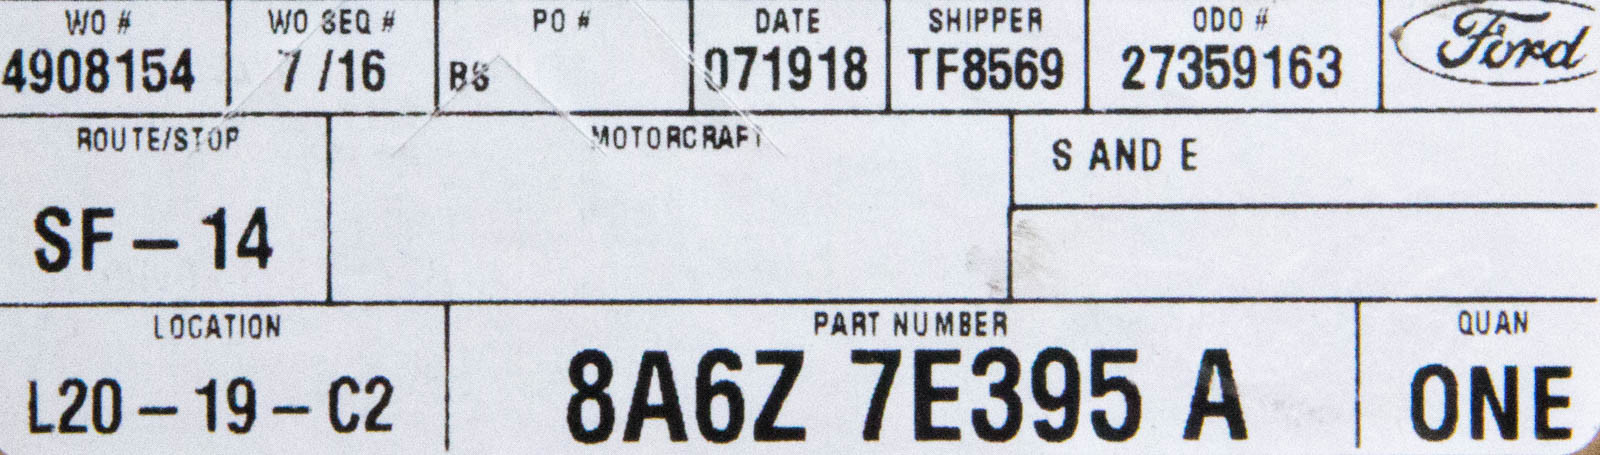 WO # WO SEQ # PO # DATE SHIPPER ODO # Ford
4908154 7/16 BS 071918 TF8569 27359163
ROUTE/STOP MOTORCRAFT S AND E
SF - 14
LOCATION PART NUMBER QUAN
L20 - 19 - C2 8A6Z 7E395 A ONE